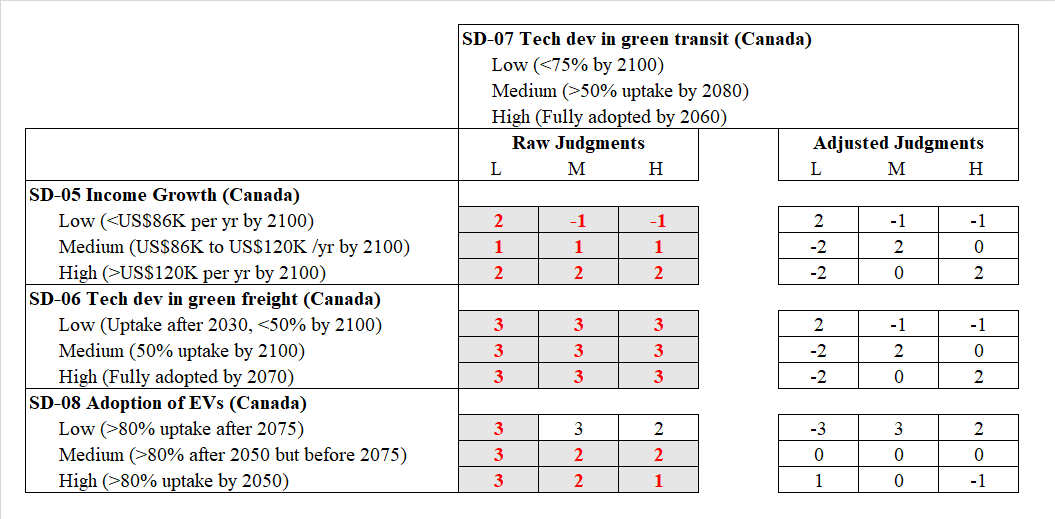 SD-07 Tech dev in green transit (Canada)
Low (<75% by 2100)
Medium (>50% uptake by 2080)
High (Fully adopted by 2060)
Raw Judgments Adjusted Judgments
L M H L M H
SD-05 Income Growth (Canada)
Low (<US$86K per yr by 2100) 2 -1 -1 2 -1 -1
Medium (US$86K to US$120K /yr by 2100) 1 1 1 -2 2 0
High (>US$120K per yr by 2100) 2 2 2 -2 0 2
SD-06 Tech dev in green freight (Canada)
Low (Uptake after 2030, <50% by 2100) 3 3 3 2 -1 -1
Medium (50% uptake by 2100) 3 3 3 -2 2 0
High (Fully adopted by 2070) 3 3 3 -2 0 2
SD-08 Adoption of EVs (Canada)
Low (>80% uptake after 2075) 3 3 2 -3 3 2
Medium (>80% after 2050 but before 2075) 3 2 2 0 0 0
High (>80% uptake by 2050) 3 2 1 1 0 -1